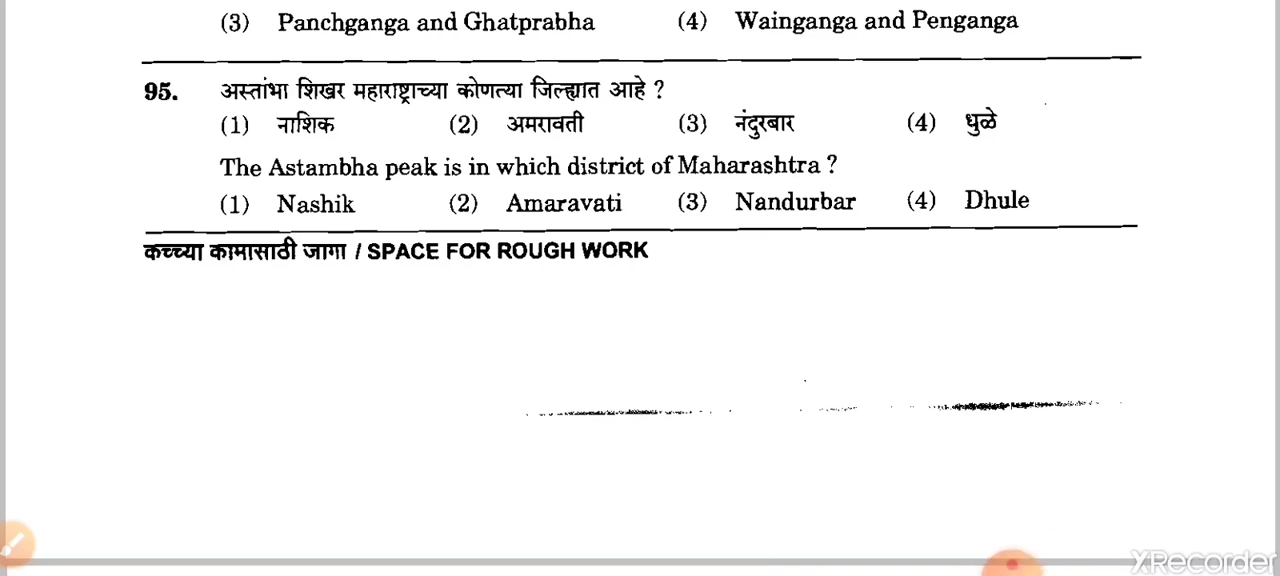 (3) Panchganga and Ghatprabha (4) Wainganga and Penganga
95. अस्तांभा शिखर महाराष्ट्राच्या कोणत्या जिल्ह्यात आहे ?
(1) नाशिक (2) अमरावती (3) नंदुरबार (4) धुळे
The Astambha peak is in which district of Maharashtra ?
(1) Nashik (2) Amaravati (3) Nandurbar (4) Dhule
कच्च्या कामासाठी जागा / SPACE FOR ROUGH WORK
XRecorder